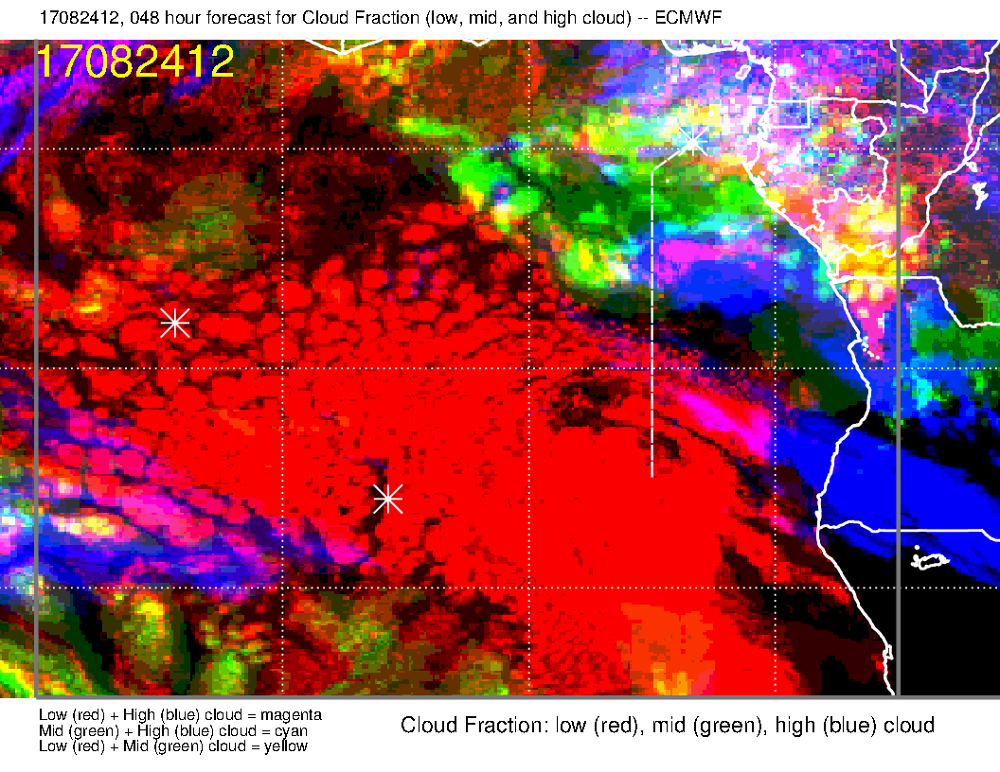 17082412, 048 hour forecast for Cloud Fraction (low, mid, and high cloud) -- ECMWF
17082412
Low (red) + High (blue) cloud = magenta
Mid (green) + High (blue) cloud = cyan
Low (red) + Mid (green) cloud = yellow
Cloud Fraction: low (red), mid (green), high (blue) cloud